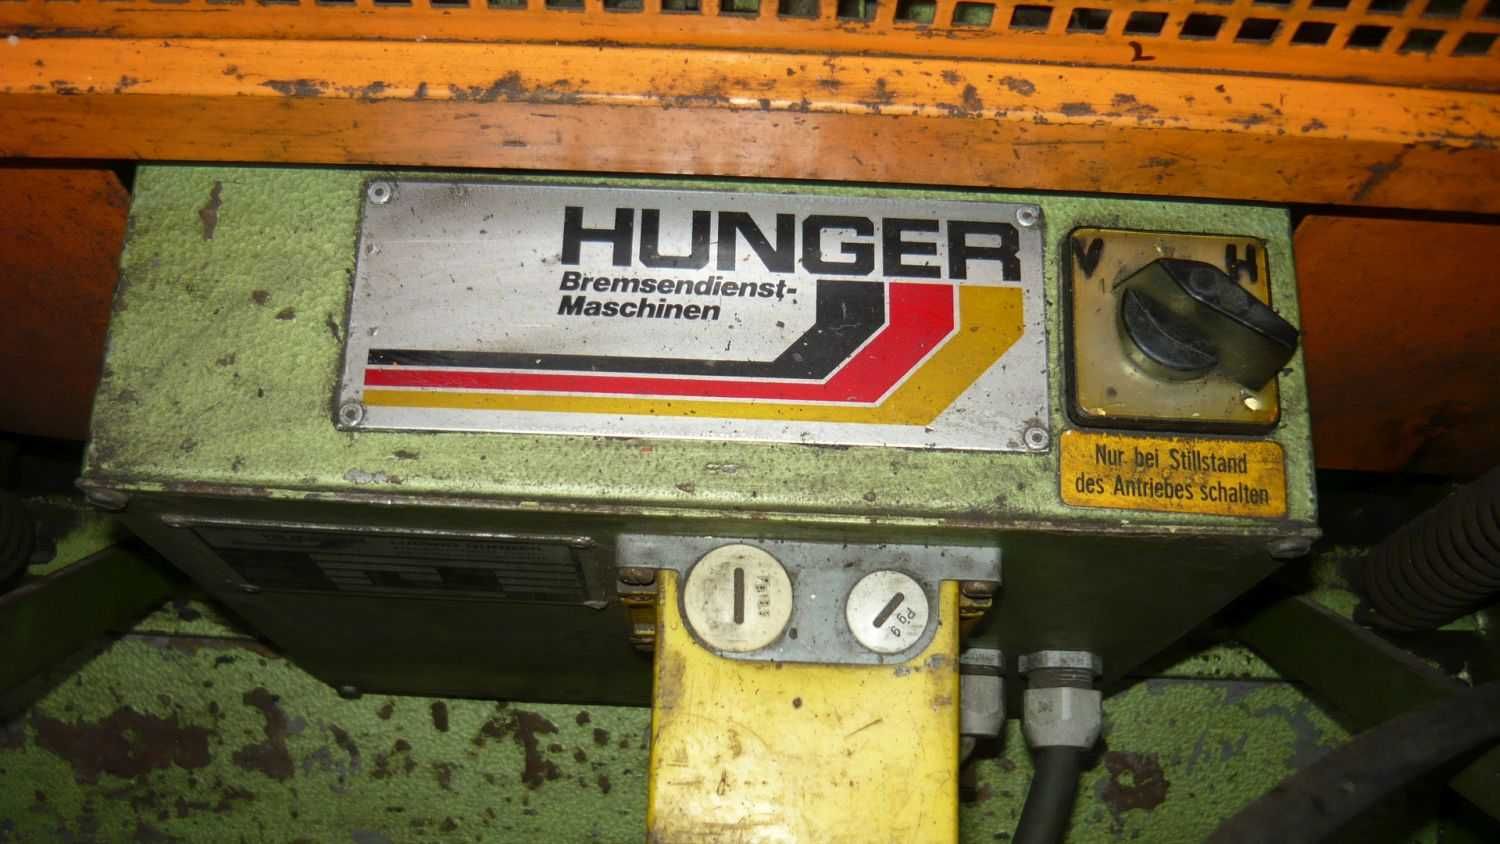 HUNGER
Bremsendienst-
Maschinen
V H
Nur bei Stillstand
des Antriebes schalten